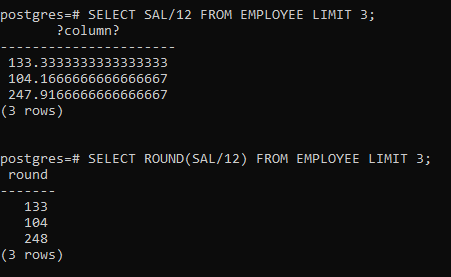 postgres=# SELECT SAL/12 FROM EMPLOYEE LIMIT 3;
?column?
----------------------
133.3333333333333333
104.1666666666666667
247.9166666666666667
(3 rows)
postgres=# SELECT ROUND(SAL/12) FROM EMPLOYEE LIMIT 3;
round
-------
133
104
248
(3 rows)